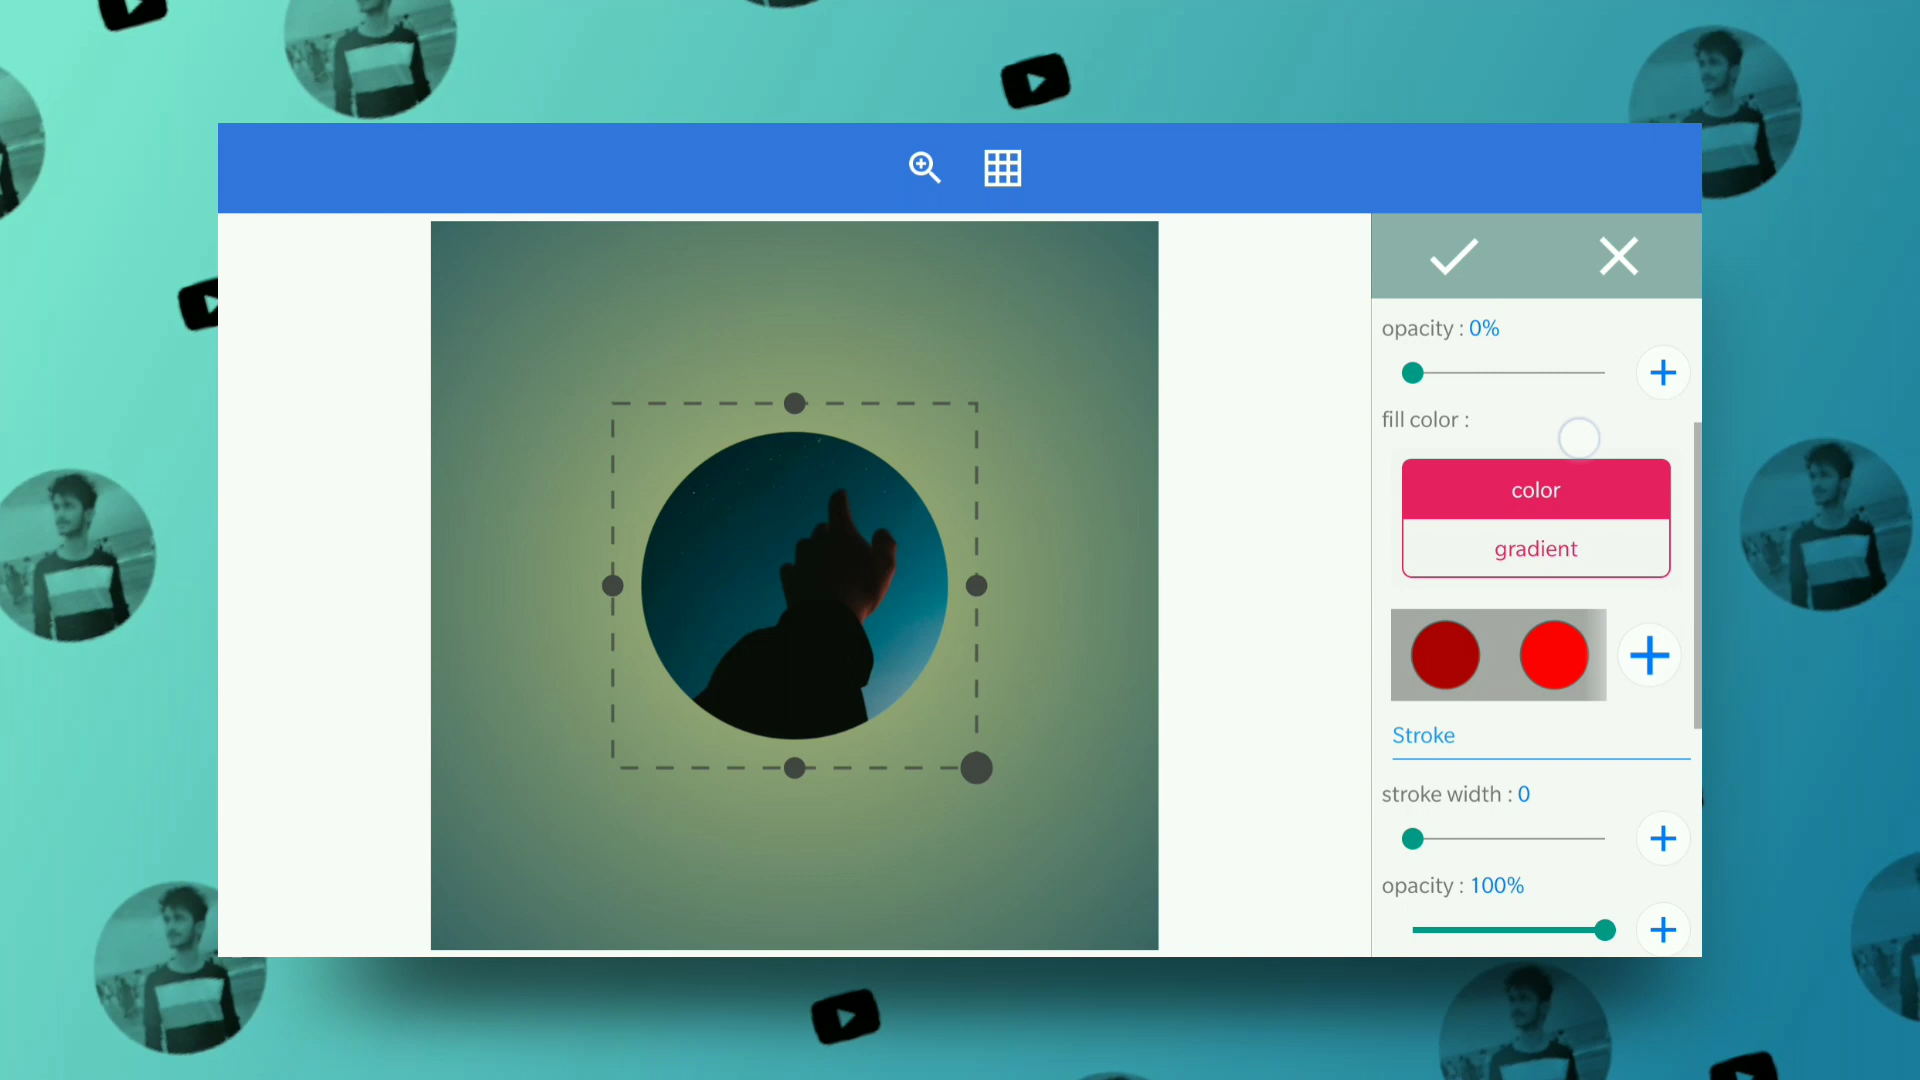 opacity : 0%
fill color :
color
gradient
Stroke
stroke width : 0
opacity : 100%